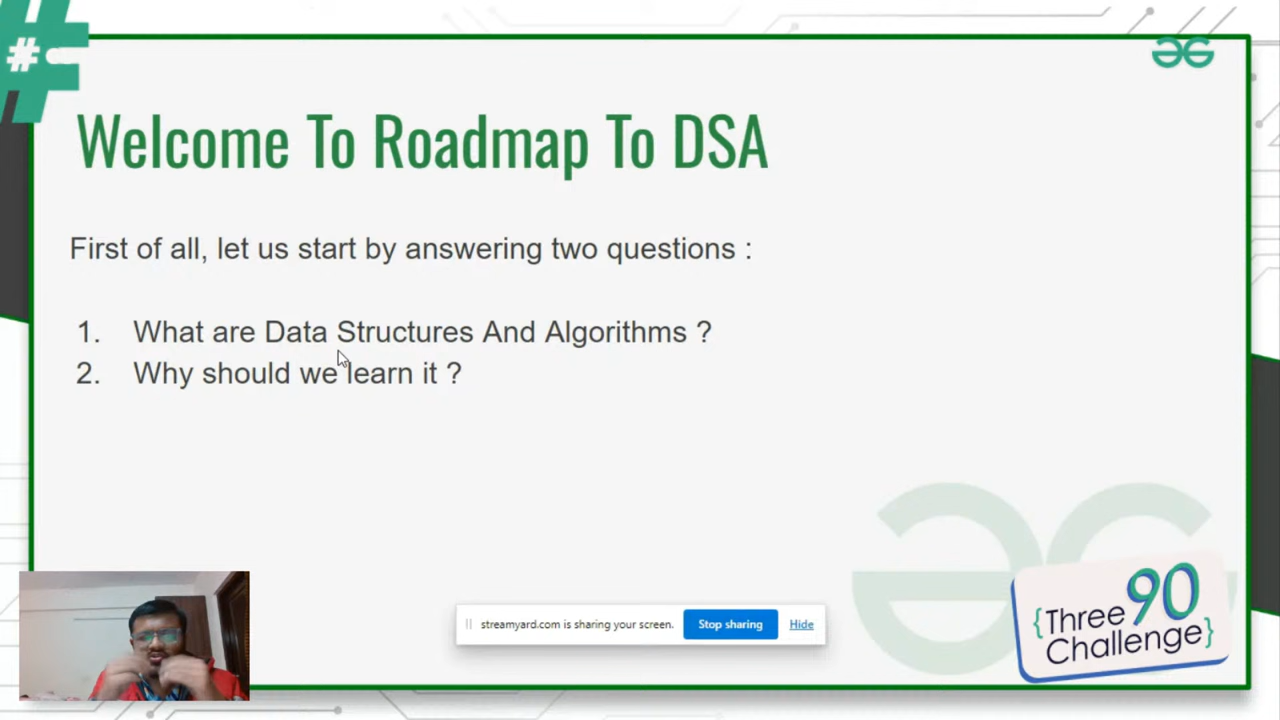 #
Welcome To Roadmap To DSA
First of all, let us start by answering two questions :
1. What are Data Structures And Algorithms ?
2. Why should we learn it ?
streamyard.com is sharing your screen. Stop sharing Hide
{Three 90
Challenge}